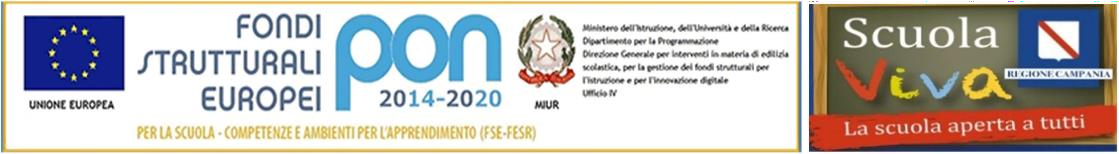 UNIONE EUROPEA
FONDI
STRUTTURALI
EUROPEI
pon
2014-2020
MIUR
Ministero dell'Istruzione, dell'Università e della Ricerca
Dipartimento per la Programmazione
Direzione Generale per interventi in materia di edilizia
scolastica, per la gestione dei fondi strutturali per
l'istruzione e per l'innovazione digitale
Ufficio IV
PER LA SCUOLA - COMPETENZE E AMBIENTI PER L'APPRENDIMENTO (FSE-FESR)
Scuola
viva
REGIONE CAMPANIA
La scuola aperta a tutti